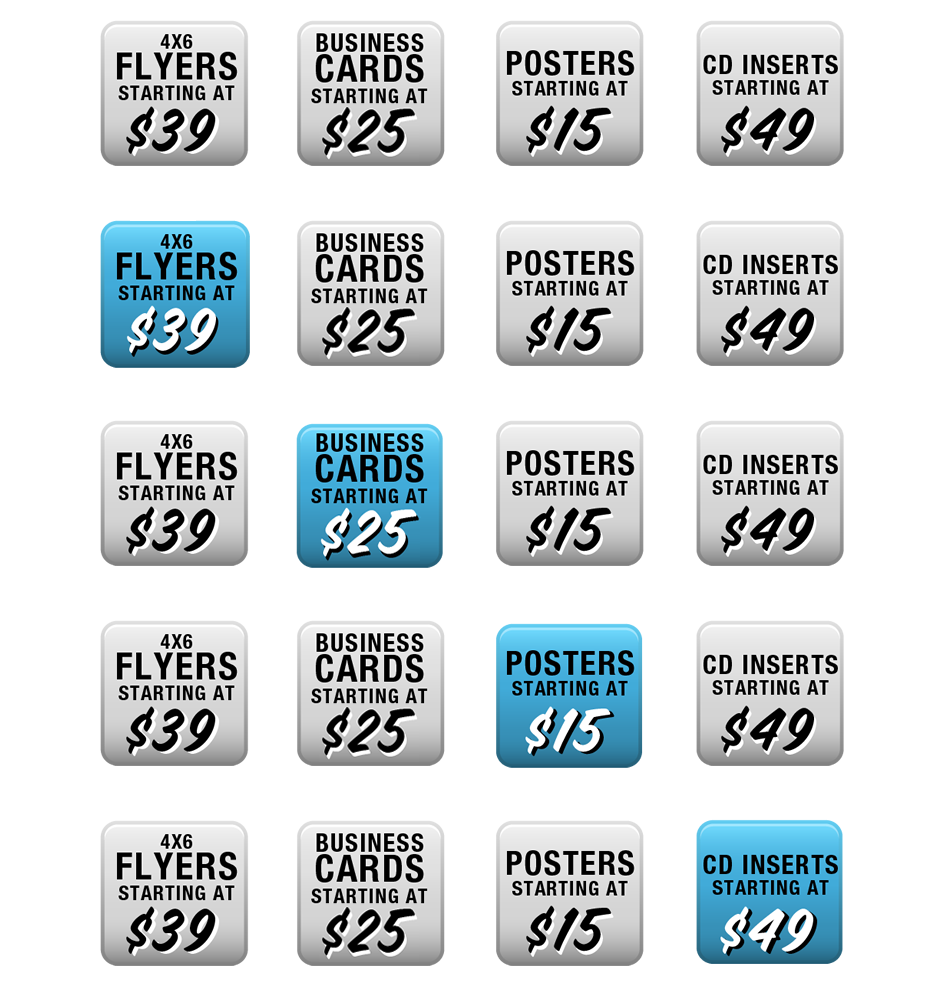 4X6
FLYERS
STARTING AT
$39
BUSINESS
CARDS
STARTING AT
$25
POSTERS
STARTING AT
$15
CD INSERTS
STARTING AT
$49
4X6
FLYERS
STARTING AT
$39
BUSINESS
CARDS
STARTING AT
$25
POSTERS
STARTING AT
$15
CD INSERTS
STARTING AT
$49
4X6
FLYERS
STARTING AT
$39
BUSINESS
CARDS
STARTING AT
$25
POSTERS
STARTING AT
$15
CD INSERTS
STARTING AT
$49
4X6
FLYERS
STARTING AT
$39
BUSINESS
CARDS
STARTING AT
$25
POSTERS
STARTING AT
$15
CD INSERTS
STARTING AT
$49
4X6
FLYERS
STARTING AT
$39
BUSINESS
CARDS
STARTING AT
$25
POSTERS
STARTING AT
$15
CD INSERTS
STARTING AT
$49